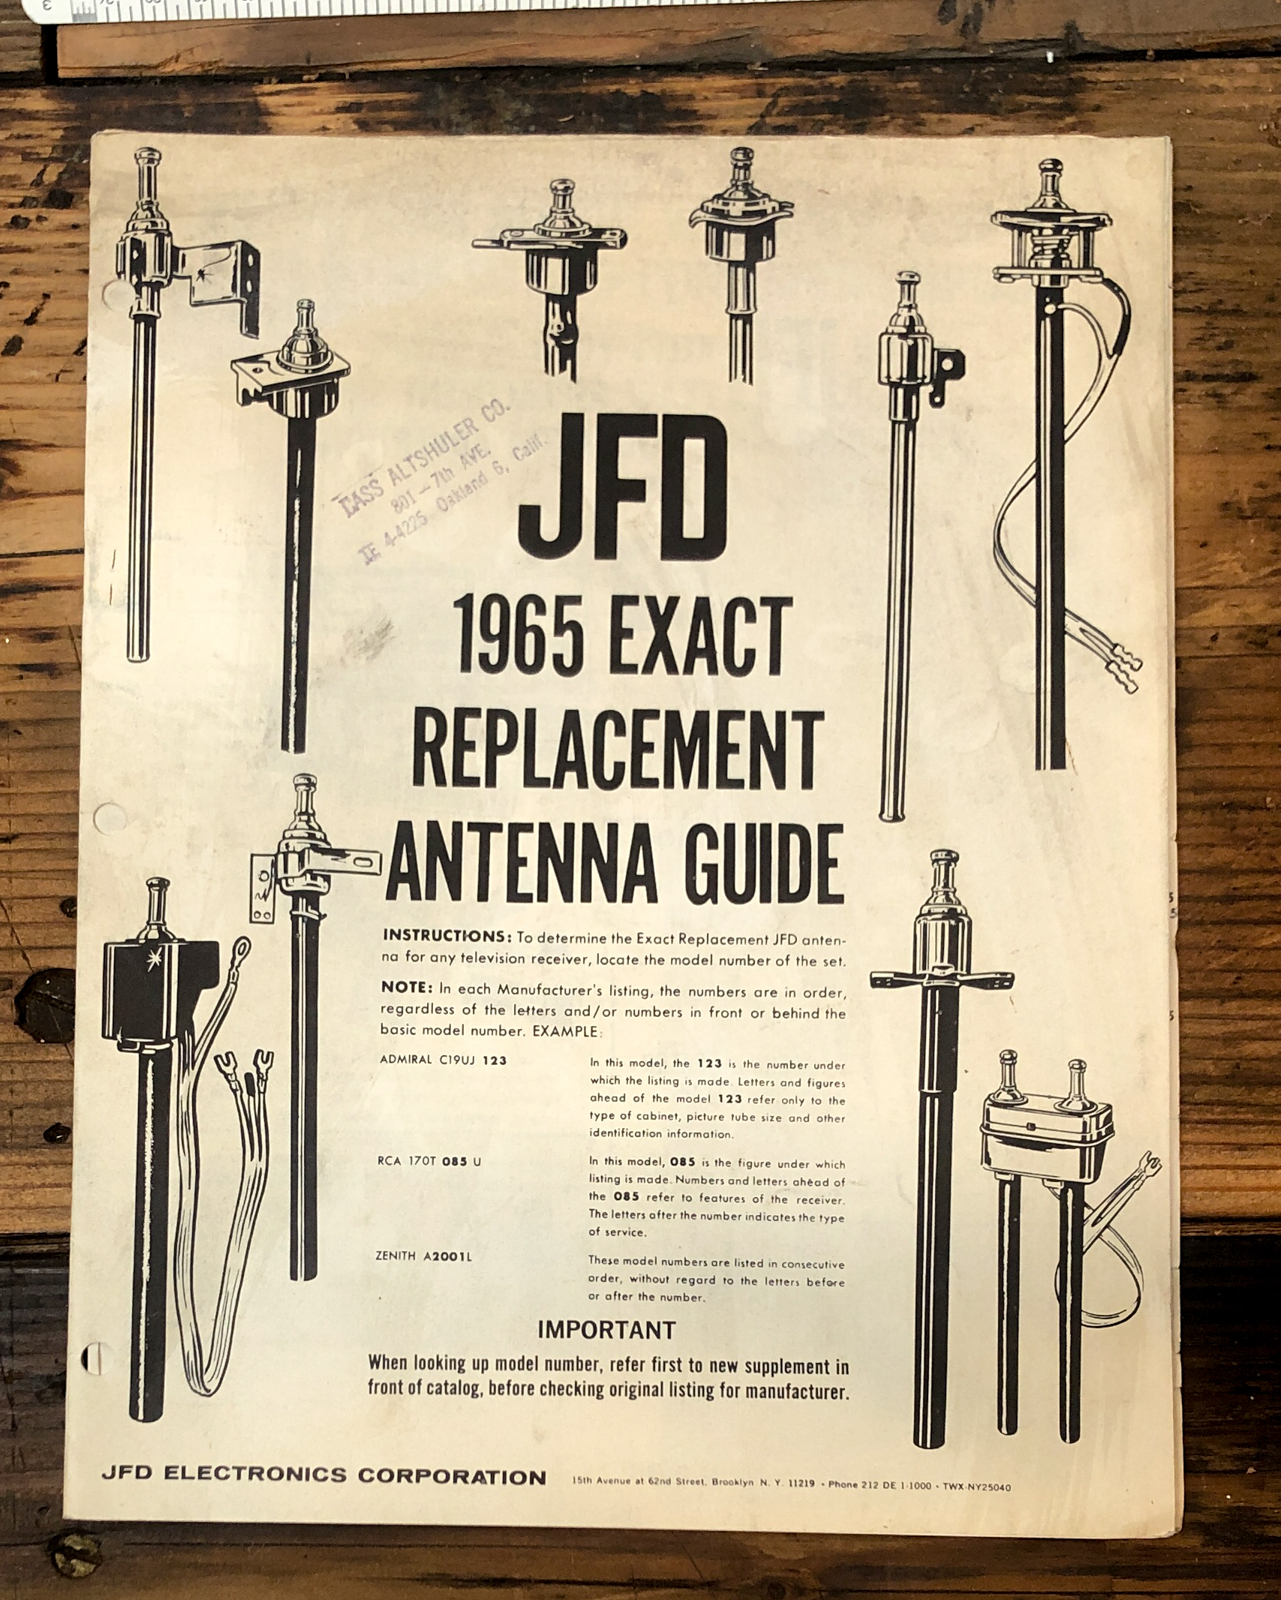 CASS ALTSHULER CO.
801 – 7th AVE.
4-4225 Oakland 6, Calif.
JFD
1965 EXACT
REPLACEMENT
ANTENNA GUIDE
INSTRUCTIONS: To determine the Exact Replacement JFD anten-
na for any television receiver, locate the model number of the set.
NOTE: In each Manufacturer's listing, the numbers are in order,
regardless of the letters and/or numbers in front or behind the
basic model number. EXAMPLE:
ADMIRAL C19UJ 123
In this model, the 123 is the number under
which the listing is made. Letters and figures
ahead of the model 123 refer only to the
type of cabinet, picture tube size and other
identification information.
RCA 170T 085 U
In this model, 085 is the figure under which
listing is made. Numbers and letters ahead of
the 085 refer to features of the receiver.
The letters after the number indicates the type
of service.
ZENITH A2001L
These model numbers are listed in consecutive
order, without regard to the letters before
or after the number.
IMPORTANT
When looking up model number, refer first to new supplement in
front of catalog, before checking original listing for manufacturer.
JFD ELECTRONICS CORPORATION
15th Avenue at 62nd Street, Brooklyn N. Y. 11219 • Phone 212 DE 1-1000 • TWX-NY25040